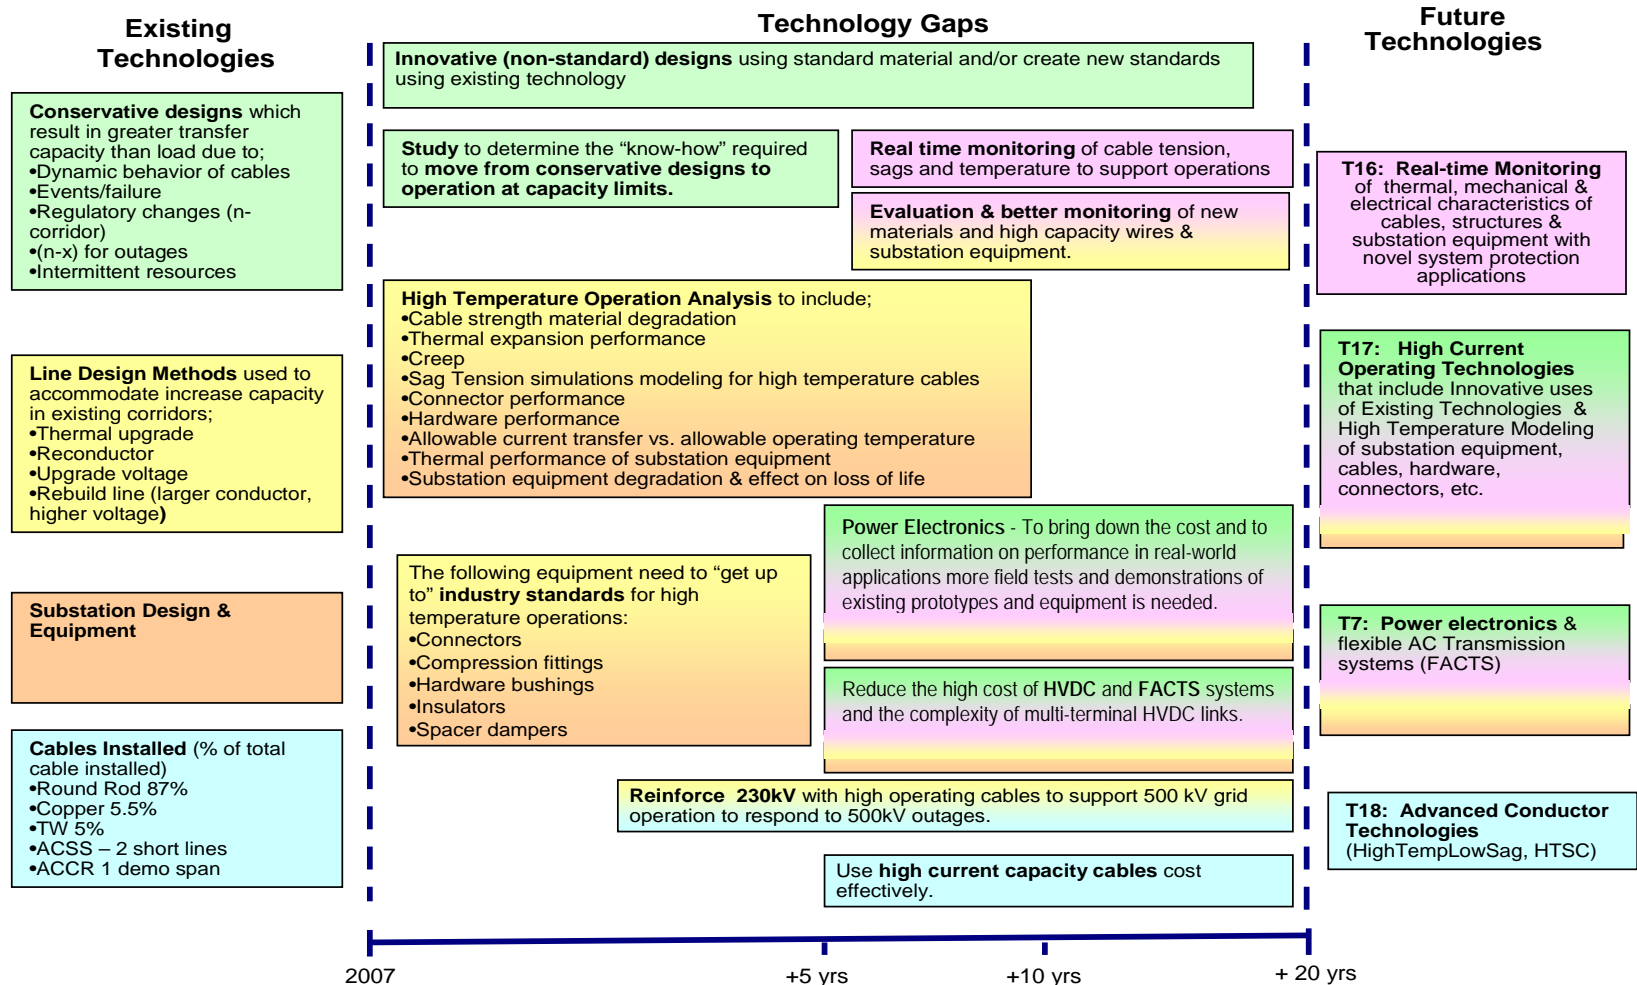 Existing
Technologies
Technology Gaps
Future
Technologies
Conservative designs which
result in greater transfer
capacity than load due to;
•Dynamic behavior of cables
•Events/failure
•Regulatory changes (n-
corridor)
•(n-x) for outages
•Intermittent resources
Line Design Methods used to
accommodate increase capacity
in existing corridors;
•Thermal upgrade
•Reconductor
•Upgrade voltage
•Rebuild line (larger conductor,
higher voltage)
Substation Design &
Equipment
Cables Installed (% of total
cable installed)
•Round Rod 87%
•Copper 5.5%
•TW 5%
•ACSS – 2 short lines
•ACCR 1 demo span
Innovative (non-standard) designs using standard material and/or create new standards
using existing technology
Study to determine the “know-how” required
to move from conservative designs to
operation at capacity limits.
Real time monitoring of cable tension,
sags and temperature to support operations
Evaluation & better monitoring of new
materials and high capacity wires &
substation equipment.
High Temperature Operation Analysis to include;
•Cable strength material degradation
•Thermal expansion performance
•Creep
•Sag Tension simulations modeling for high temperature cables
•Connector performance
•Hardware performance
•Allowable current transfer vs. allowable operating temperature
•Thermal performance of substation equipment
•Substation equipment degradation & effect on loss of life
Power Electronics - To bring down the cost and to
collect information on performance in real-world
applications more field tests and demonstrations of
existing prototypes and equipment is needed.
The following equipment need to “get up
to” industry standards for high
temperature operations:
•Connectors
•Compression fittings
•Hardware bushings
•Insulators
•Spacer dampers
Reduce the high cost of HVDC and FACTS systems
and the complexity of multi-terminal HVDC links.
Reinforce 230kV with high operating cables to support 500 kV grid
operation to respond to 500kV outages.
Use high current capacity cables cost
effectively.
T16: Real-time Monitoring
of thermal, mechanical &
electrical characteristics of
cables, structures &
substation equipment with
novel system protection
applications
T17: High Current
Operating Technologies
that include Innovative uses
of Existing Technologies &
High Temperature Modeling
of substation equipment,
cables, hardware,
connectors, etc.
T7: Power electronics &
flexible AC Transmission
systems (FACTS)
T18: Advanced Conductor
Technologies
(HighTempLowSag, HTSC)
2007
+5 yrs
+10 yrs
+ 20 yrs